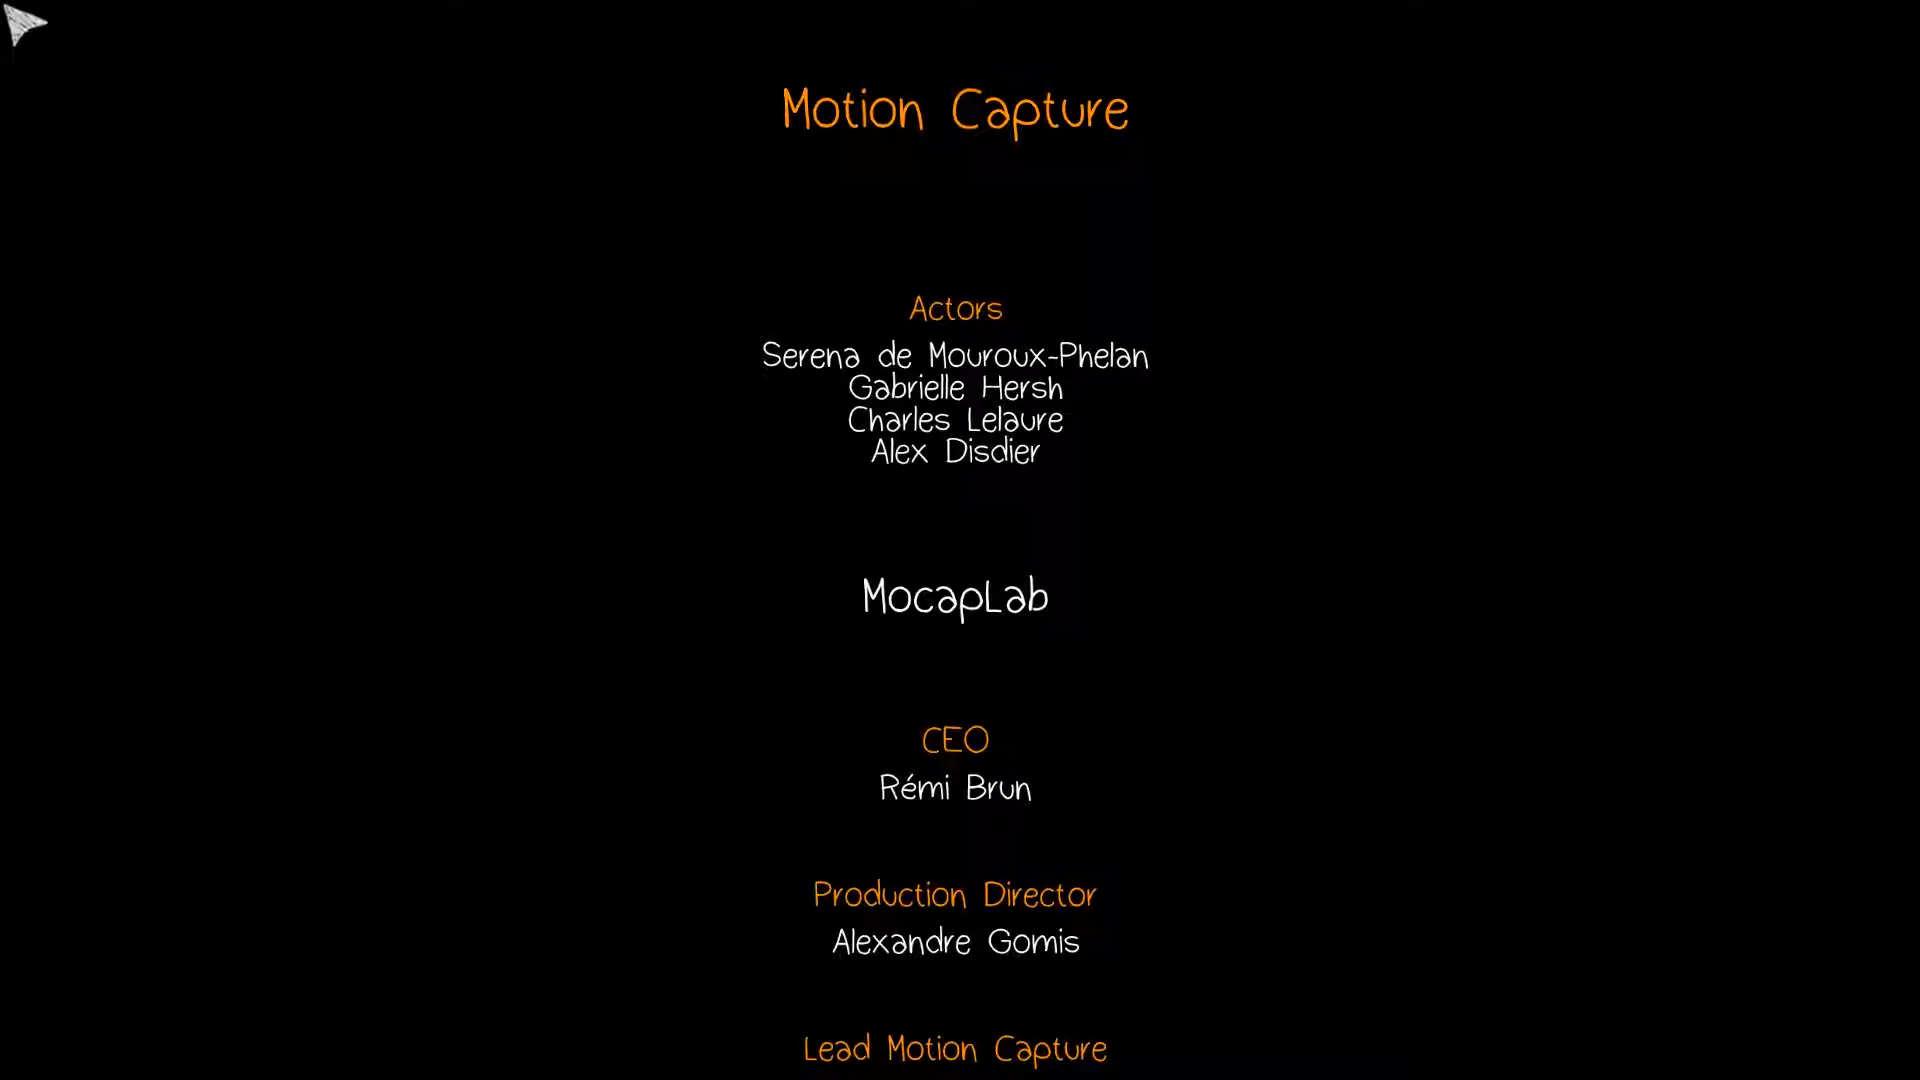 Motion Capture
Actors
Serena de Mouroux-Phelan
Gabrielle Hersh
Charles Lelaure
Alex Disdier
MocapLab
CEO
Rémi Brun
Production Director
Alexandre Gomis
Lead Motion Capture